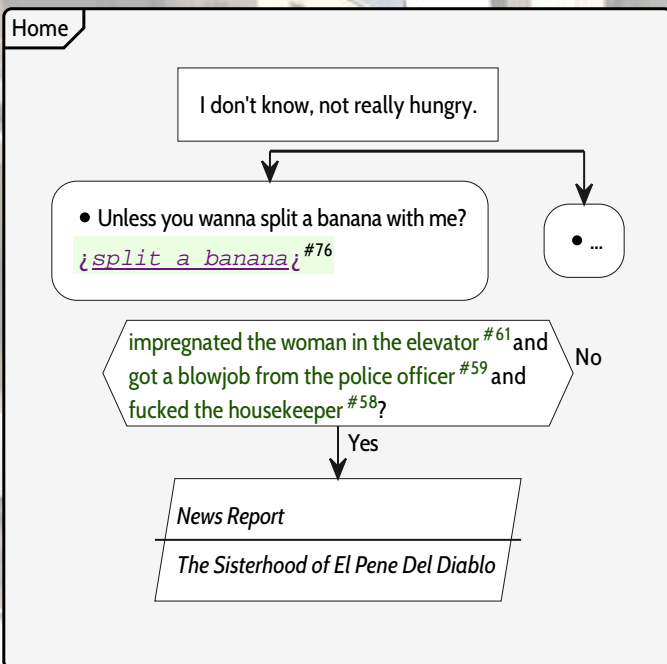 Home
I don't know, not really hungry.
• Unless you wanna split a banana with me?
¿split a banana¿ #76
• ...
impregnated the woman in the elevator #61 and
got a blowjob from the police officer #59 and
fucked the housekeeper #58?
No
Yes
News Report
The Sisterhood of El Pene Del Diablo